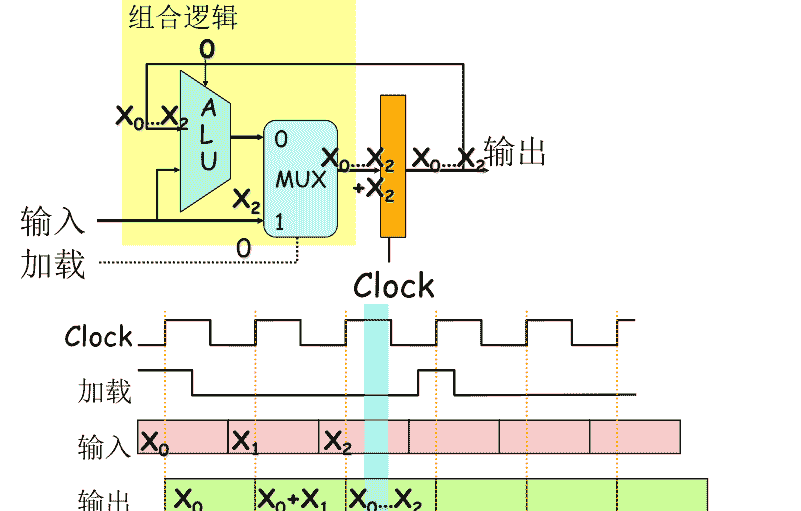 组合逻辑
0
X0...X2
A
L
U
0
MUX
1
X2
0
X0...X2
+X2
X0...X2
输出
输入
加载
Clock
Clock
加载
输入 X0 X1 X2
输出 X0 X0+X1 X0...X2